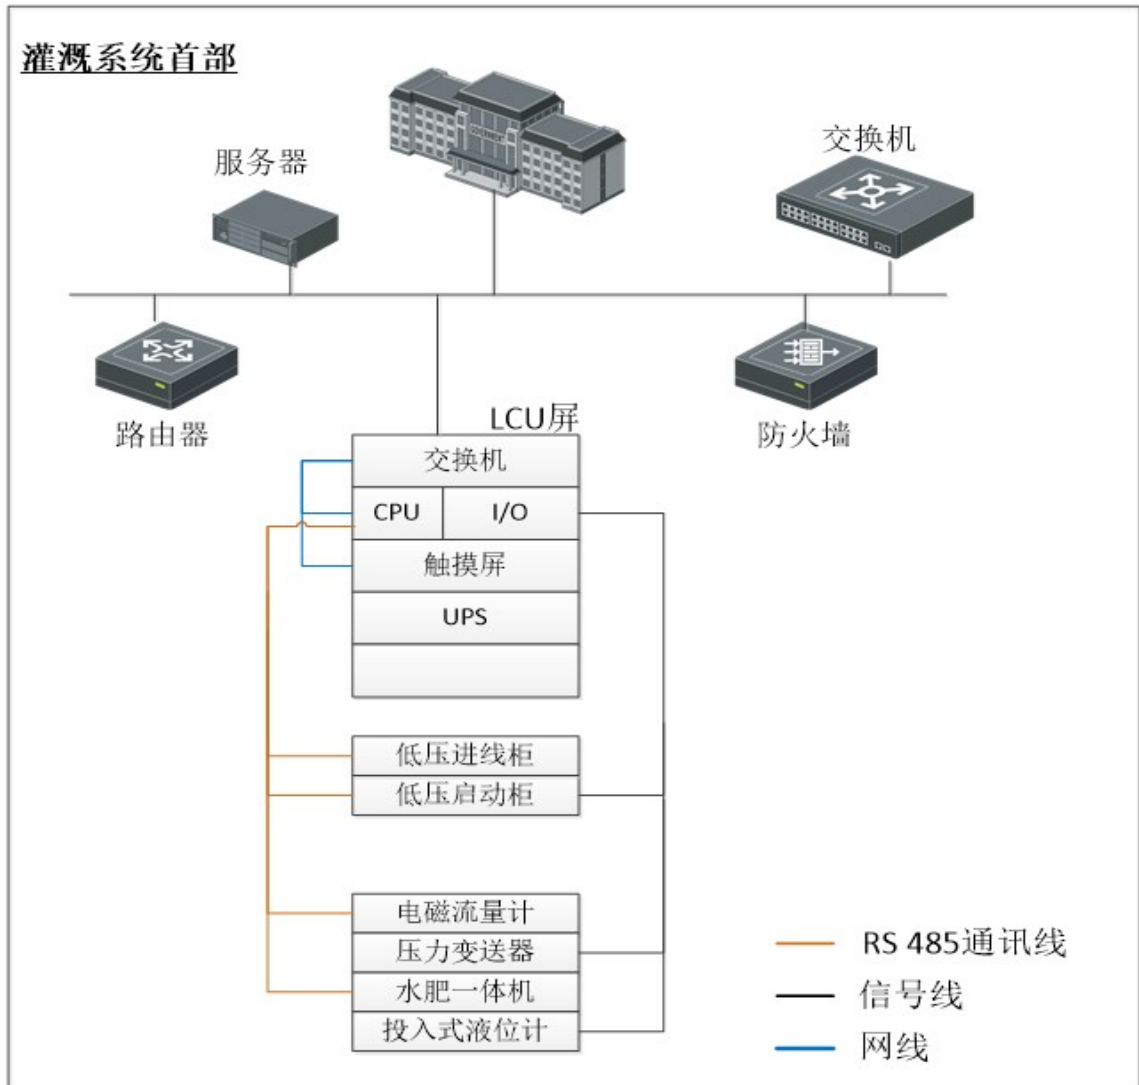 灌溉系统首部
GOVERNMENT
服务器
交换机
路由器
防火墙
LCU屏
交换机
CPU
I/O
触摸屏
UPS
低压进线柜
低压启动柜
电磁流量计
压力变送器
水肥一体机
投入式液位计
RS 485通讯线
信号线
网线